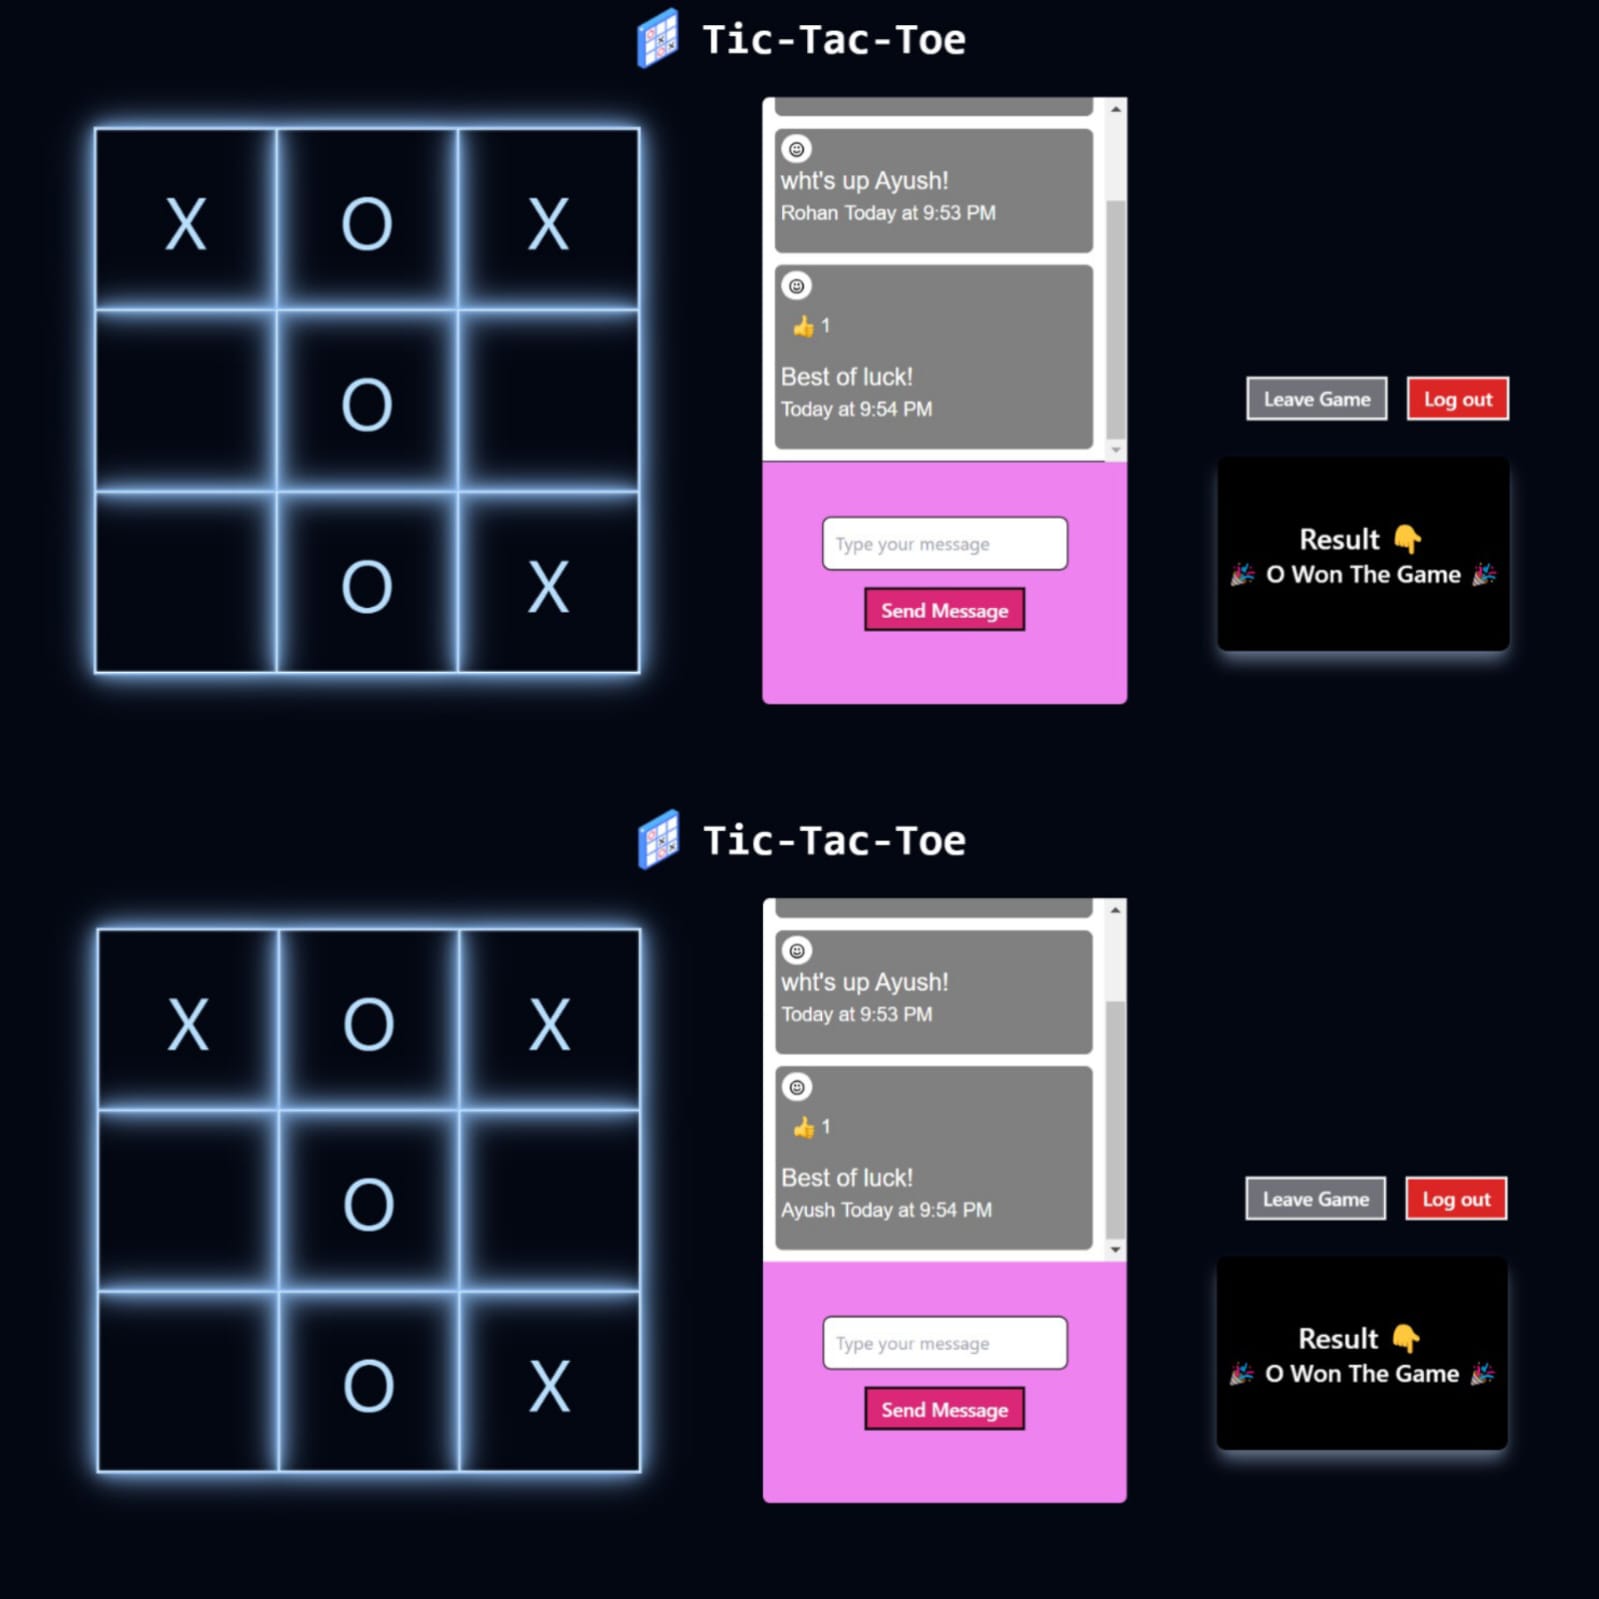 Tic-Tac-Toe
X O X
O
O X
wht's up Ayush!
Rohan Today at 9:53 PM
👍 1
Best of luck!
Today at 9:54 PM
Type your message
Send Message
Leave Game
Log out
Result 👇
🎉 O Won The Game 🎉
Tic-Tac-Toe
X O X
O
O X
wht's up Ayush!
Today at 9:53 PM
👍 1
Best of luck!
Ayush Today at 9:54 PM
Type your message
Send Message
Leave Game
Log out
Result 👇
🎉 O Won The Game 🎉